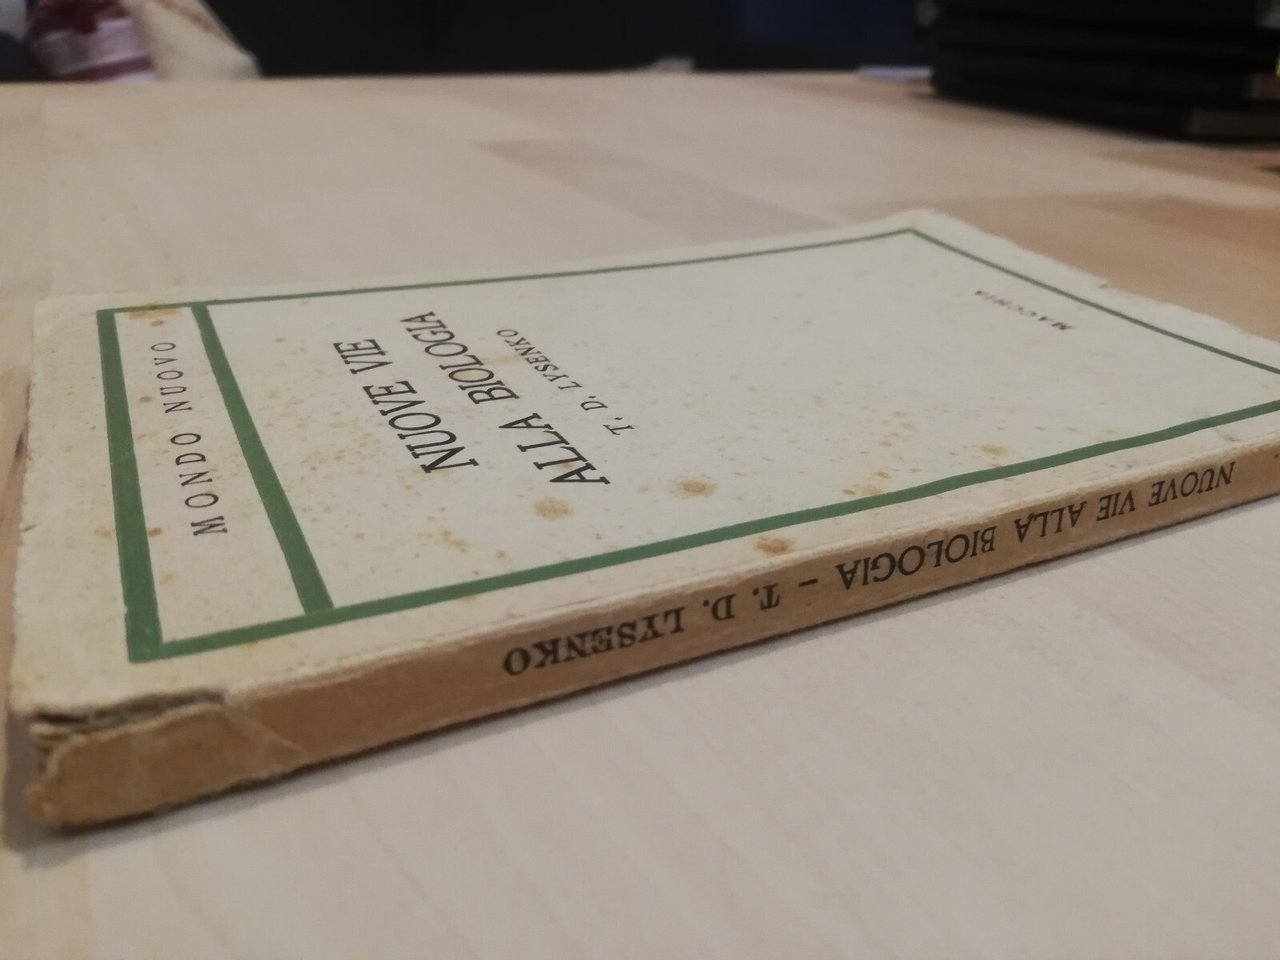 MONDO NUOVO
NUOVE VIE
ALLA BIOLOGIA
T. D. LYSENKO
MACCHIA
NUOVE VIE ALLA BIOLOGIA – T. D. LYSENKO